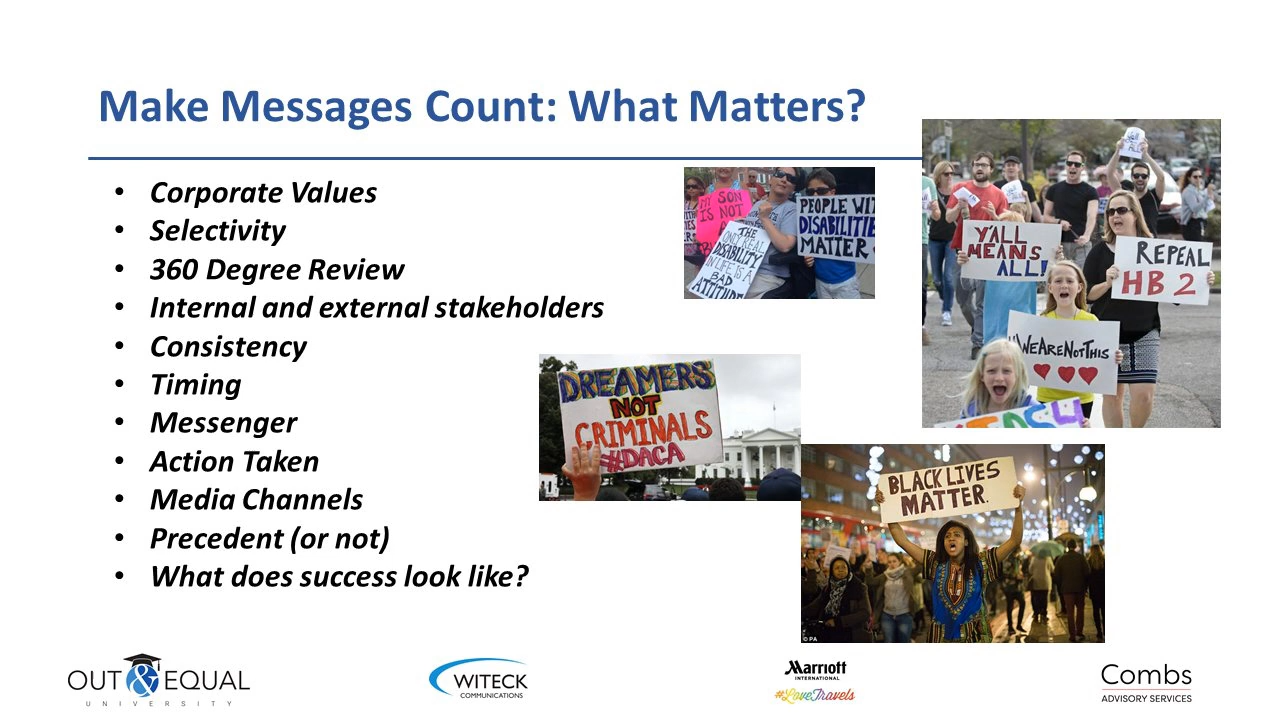 Make Messages Count: What Matters?
• Corporate Values
• Selectivity
• 360 Degree Review
• Internal and external stakeholders
• Consistency
• Timing
• Messenger
• Action Taken
• Media Channels
• Precedent (or not)
• What does success look like?
MY SON
IS NOT
A
THE
ONLY REAL
DISABILITY
IN LIFE IS A
BAD
ATTITUDE
PEOPLE WI
DISABILITIE
MATTER
Y'ALL
MEANS
ALL!
REPEAL
HB 2
#WEARENOTTHIS
DREAMERS
NOT
CRIMINALS
#DACA
BLACK LIVES
MATTER.
© PA
OUT & EQUAL
UNIVERSITY
WITECK
COMMUNICATIONS
Marriott
INTERNATIONAL
#LoveTravels
Combs
ADVISORY SERVICES